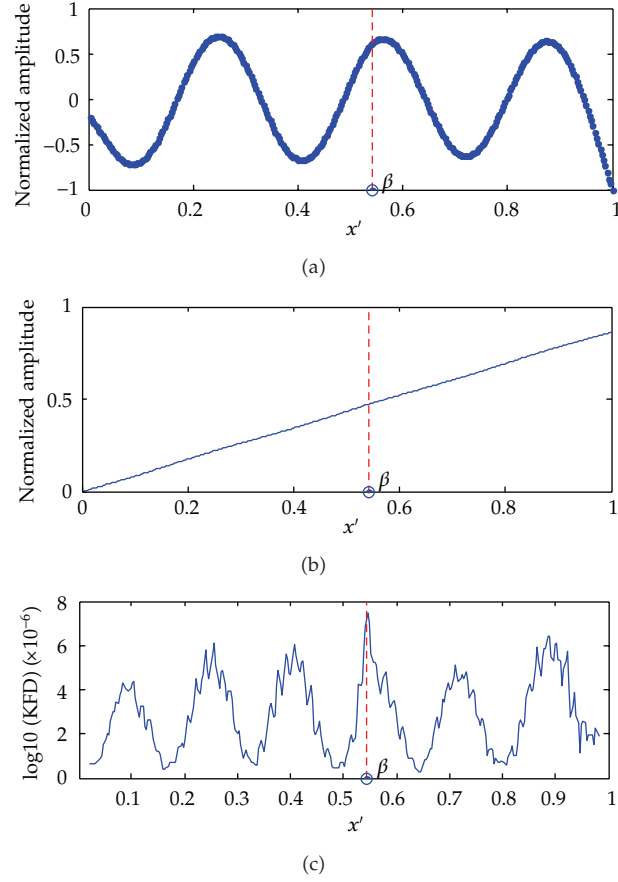 Normalized amplitude
1
0.5
0
−0.5
−1
0 0.2 0.4 0.6 0.8 1
β
x′
(a)
Normalized amplitude
1
0.5
0
0 0.2 0.4 0.6 0.8 1
β
x′
(b)
log10 (KFD) (×10−6)
8
6
4
2
0
0.1 0.2 0.3 0.4 0.5 0.6 0.7 0.8 0.9 1
β
x′
(c)